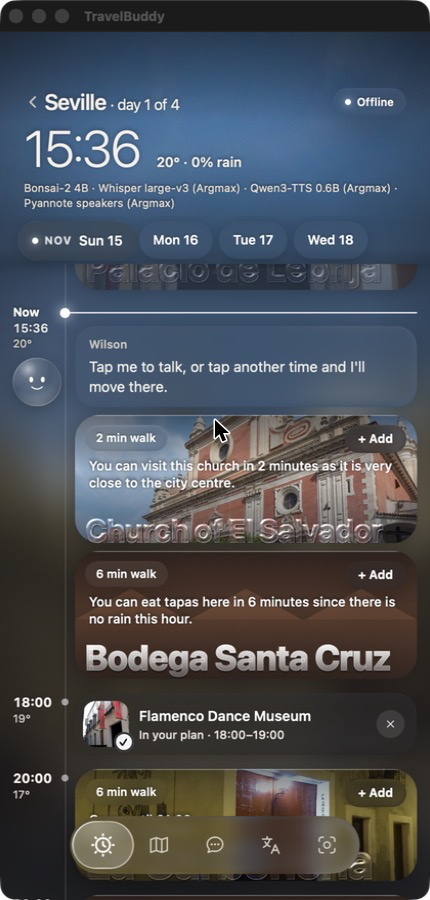 TravelBuddy
Seville · day 1 of 4
Offline
15:36 20° · 0% rain
Bonsai-2 4B · Whisper large-v3 (Argmax) · Qwen3-TTS 0.6B (Argmax) ·
Pyannote speakers (Argmax)
NOV Sun 15
Mon 16
Tue 17
Wed 18
Palacio de Lebrija
Now
15:36
20°
Wilson
Tap me to talk, or tap another time and I'll
move there.
2 min walk
+ Add
You can visit this church in 2 minutes as it is very
close to the city centre.
Church of El Salvador
6 min walk
+ Add
You can eat tapas here in 6 minutes since there is
no rain this hour.
Bodega Santa Cruz
18:00
19°
Flamenco Dance Museum
In your plan · 18:00–19:00
20:00
17°
6 min walk
+ Add